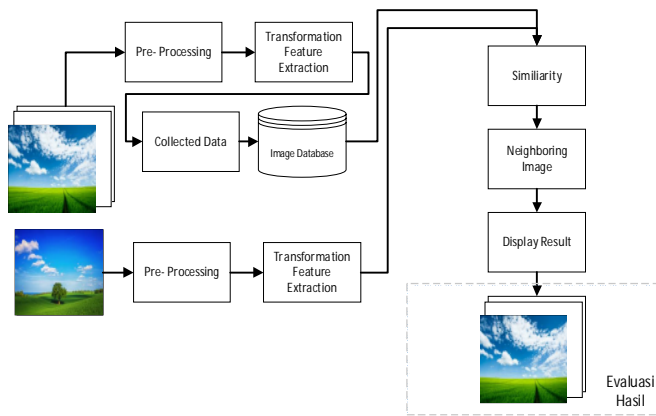 Pre- Processing
Transformation
Feature
Extraction
Collected Data
Image Database
Pre- Processing
Transformation
Feature
Extraction
Similiarity
Neighboring
Image
Display Result
Evaluasi
Hasil